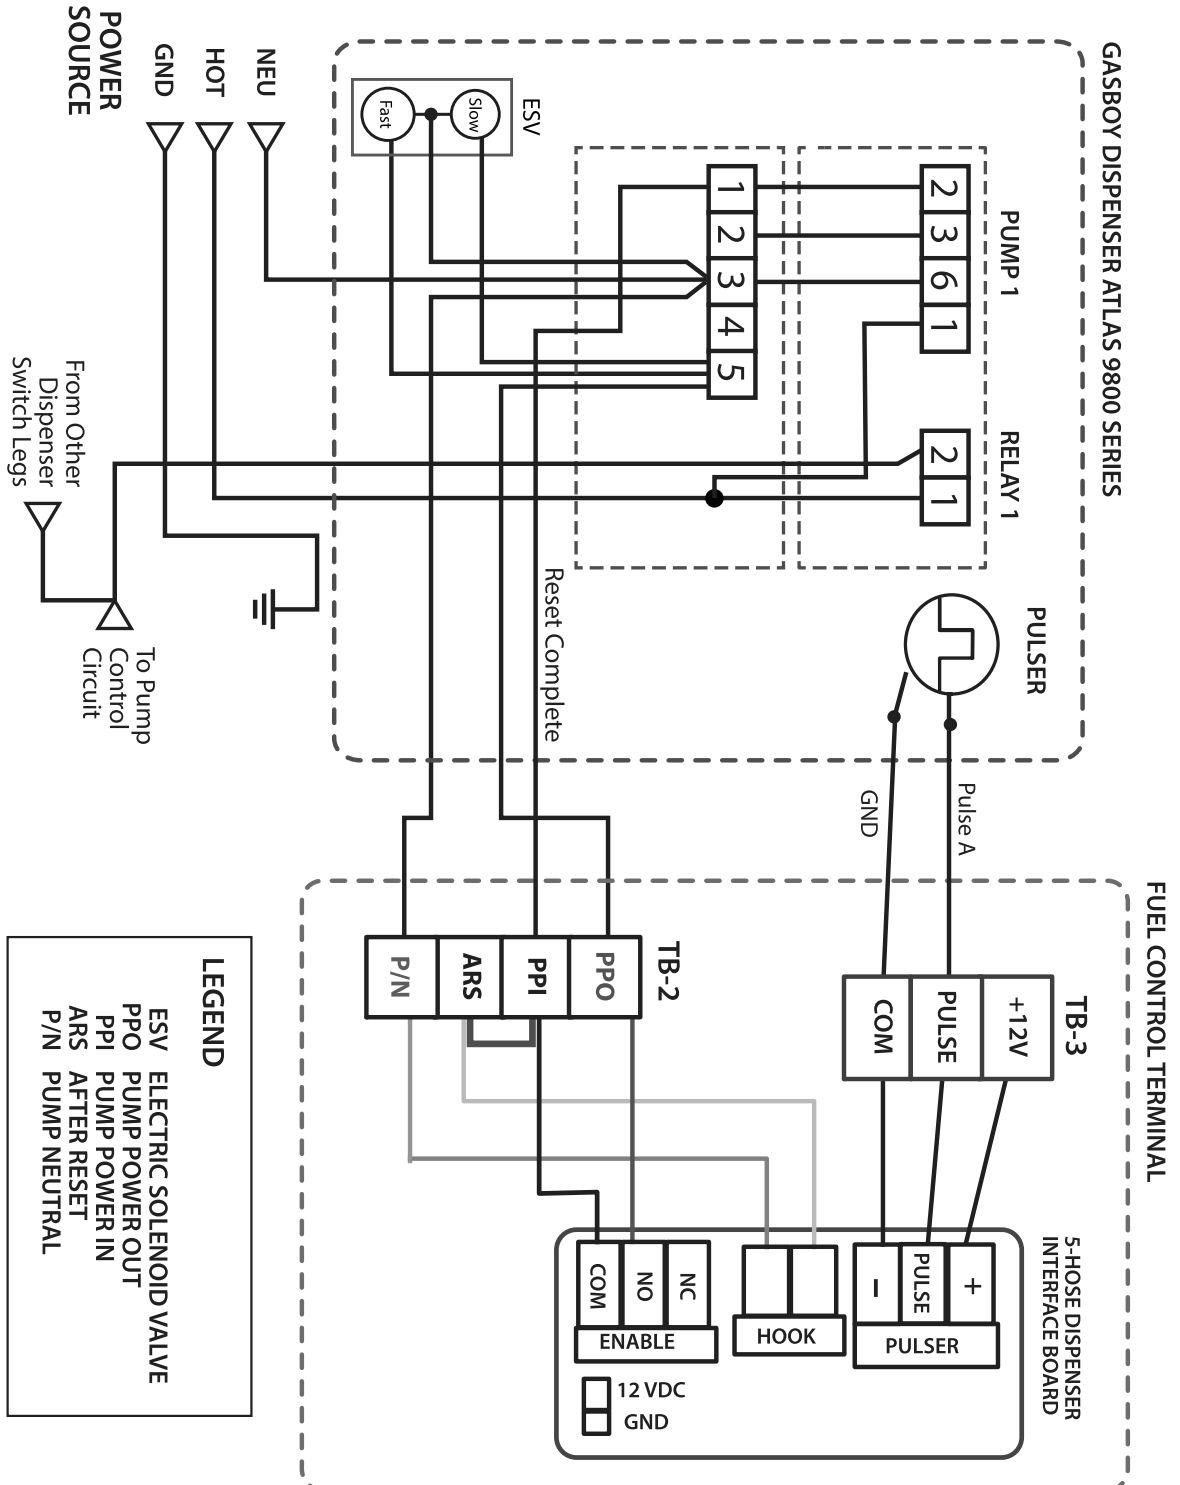 GASBOY DISPENSER ATLAS 9800 SERIES
PUMP 1
2
3
6
1
RELAY 1
2
1
PULSER
1
2
3
4
5
ESV
Slow
Fast
POWER
SOURCE
NEU
HOT
GND
From Other
Dispenser
Switch Legs
To Pump
Control
Circuit
Reset Complete
Pulse A
GND
FUEL CONTROL TERMINAL
TB-3
+12V
PULSE
COM
TB-2
PPO
PPI
ARS
P/N
5-HOSE DISPENSER
INTERFACE BOARD
+
PULSE
–
PULSER
HOOK
NC
NO
COM
ENABLE
12 VDC
GND
LEGEND
ESV ELECTRIC SOLENOID VALVE
PPO PUMP POWER OUT
PPI PUMP POWER IN
ARS AFTER RESET
P/N PUMP NEUTRAL